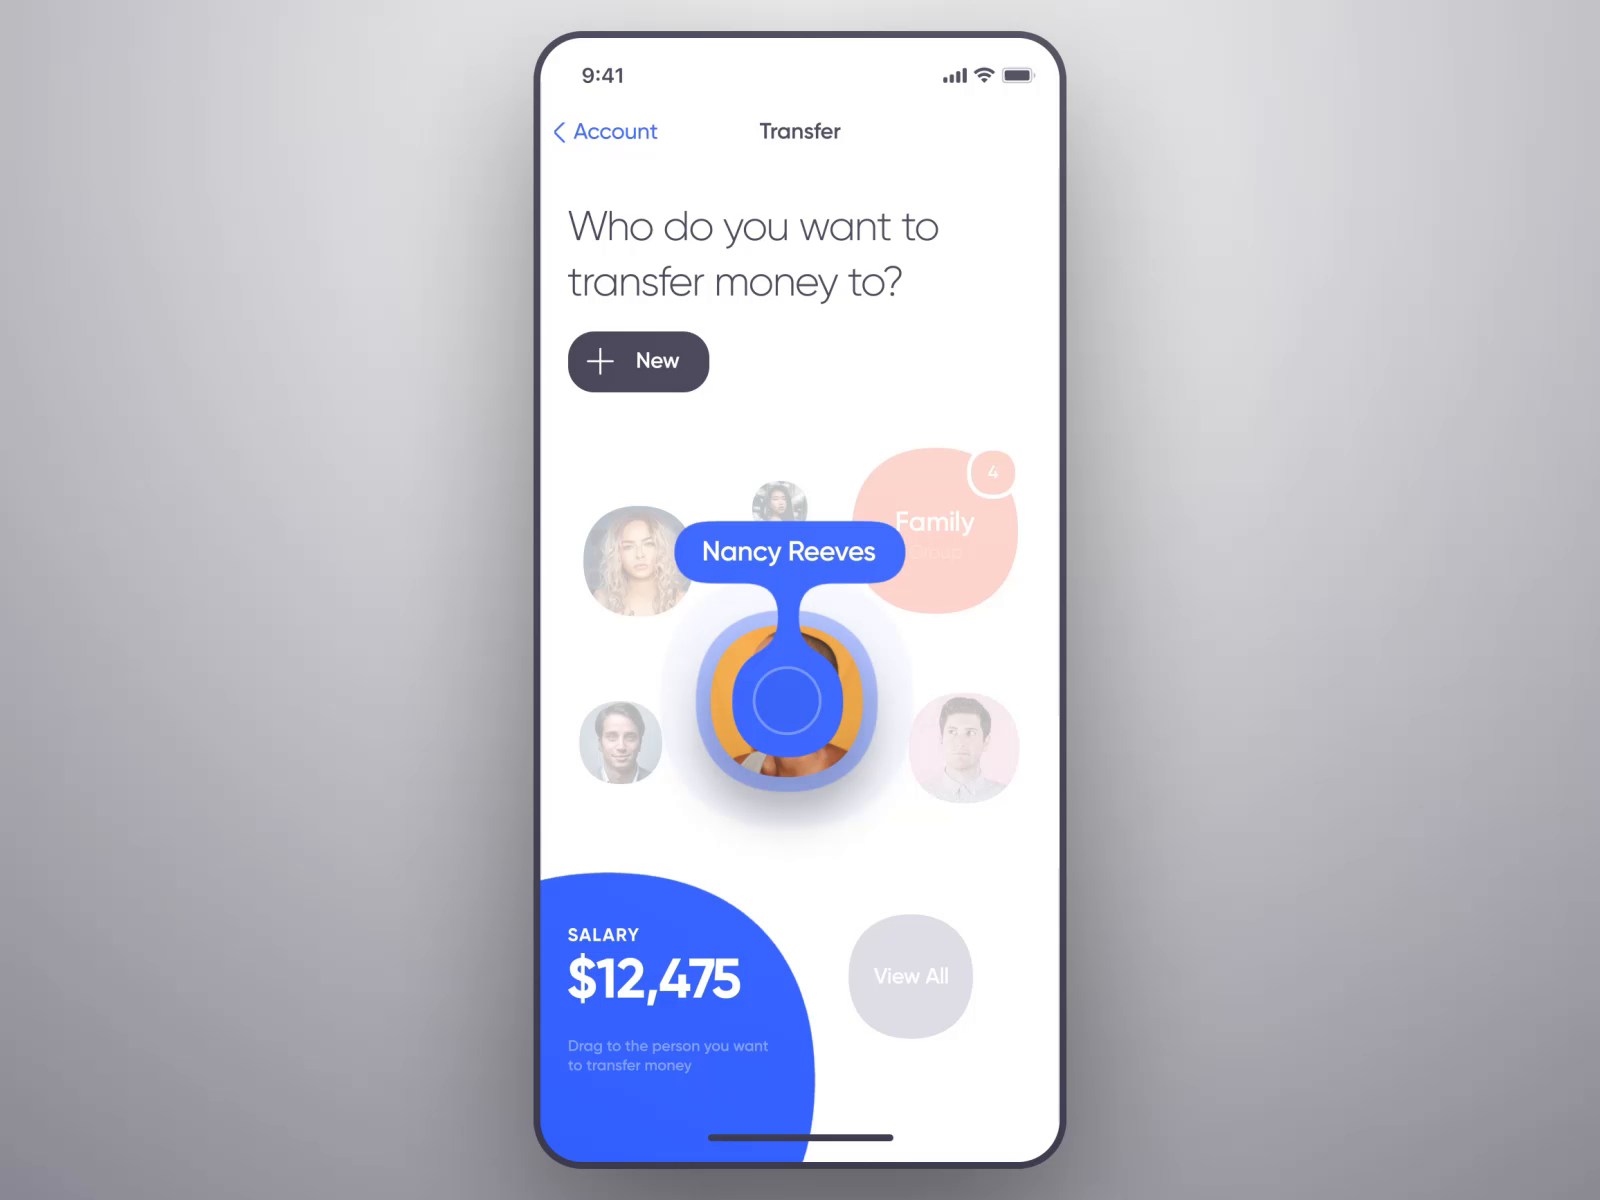 9:41
Account
Transfer
Who do you want to
transfer money to?
New
4
Family
Group
Nancy Reeves
SALARY
$12,475
Drag to the person you want
to transfer money
View All